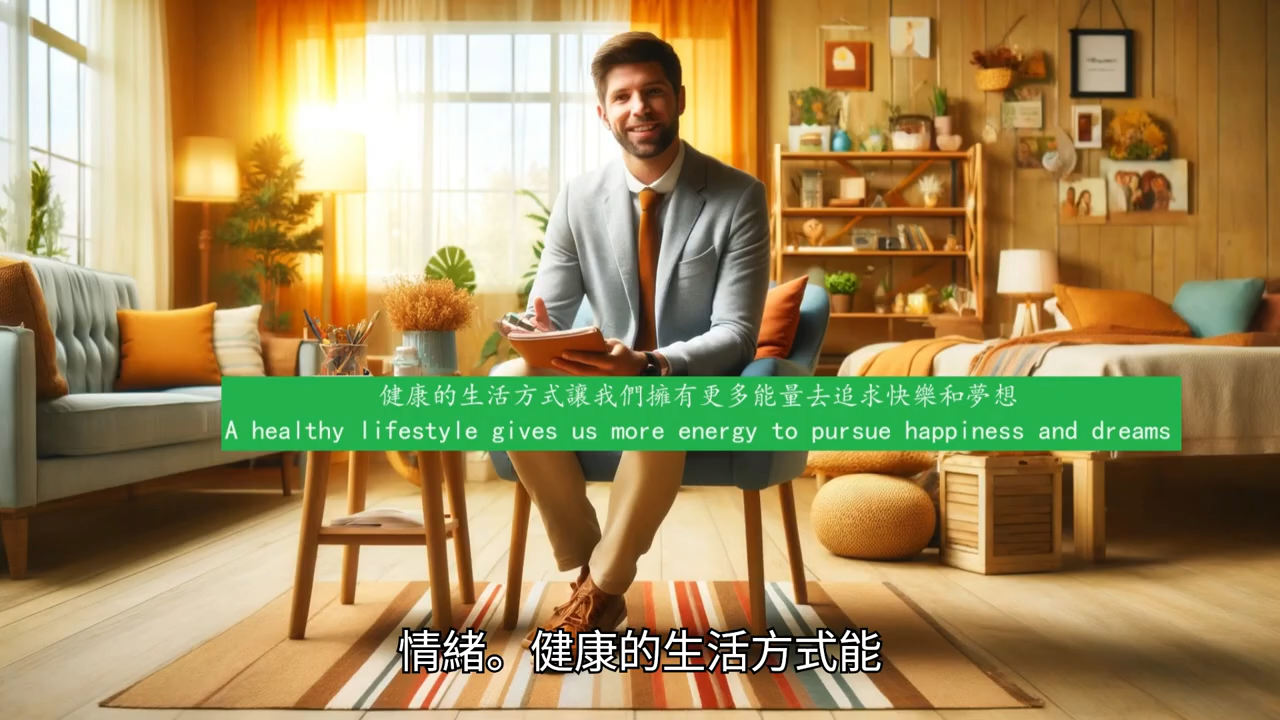 健康的生活方式讓我們擁有更多能量去追求快樂和夢想
A healthy lifestyle gives us more energy to pursue happiness and dreams
情緒。健康的生活方式能